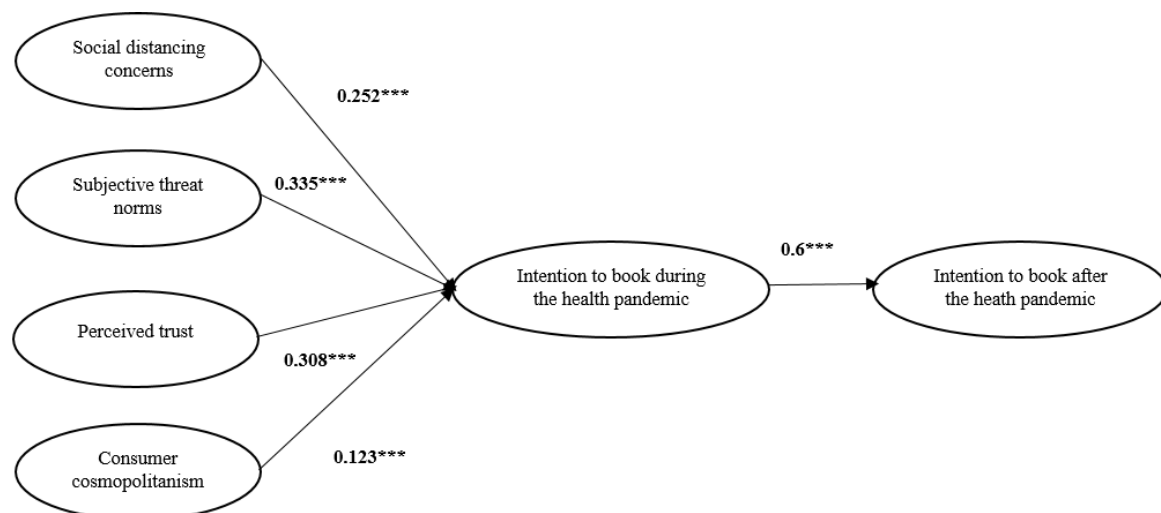 Social distancing
concerns
0.252***
Subjective threat
norms
0.335***
Intention to book during
the health pandemic
0.6***
Intention to book after
the heath pandemic
Perceived trust
0.308***
Consumer
cosmopolitanism
0.123***